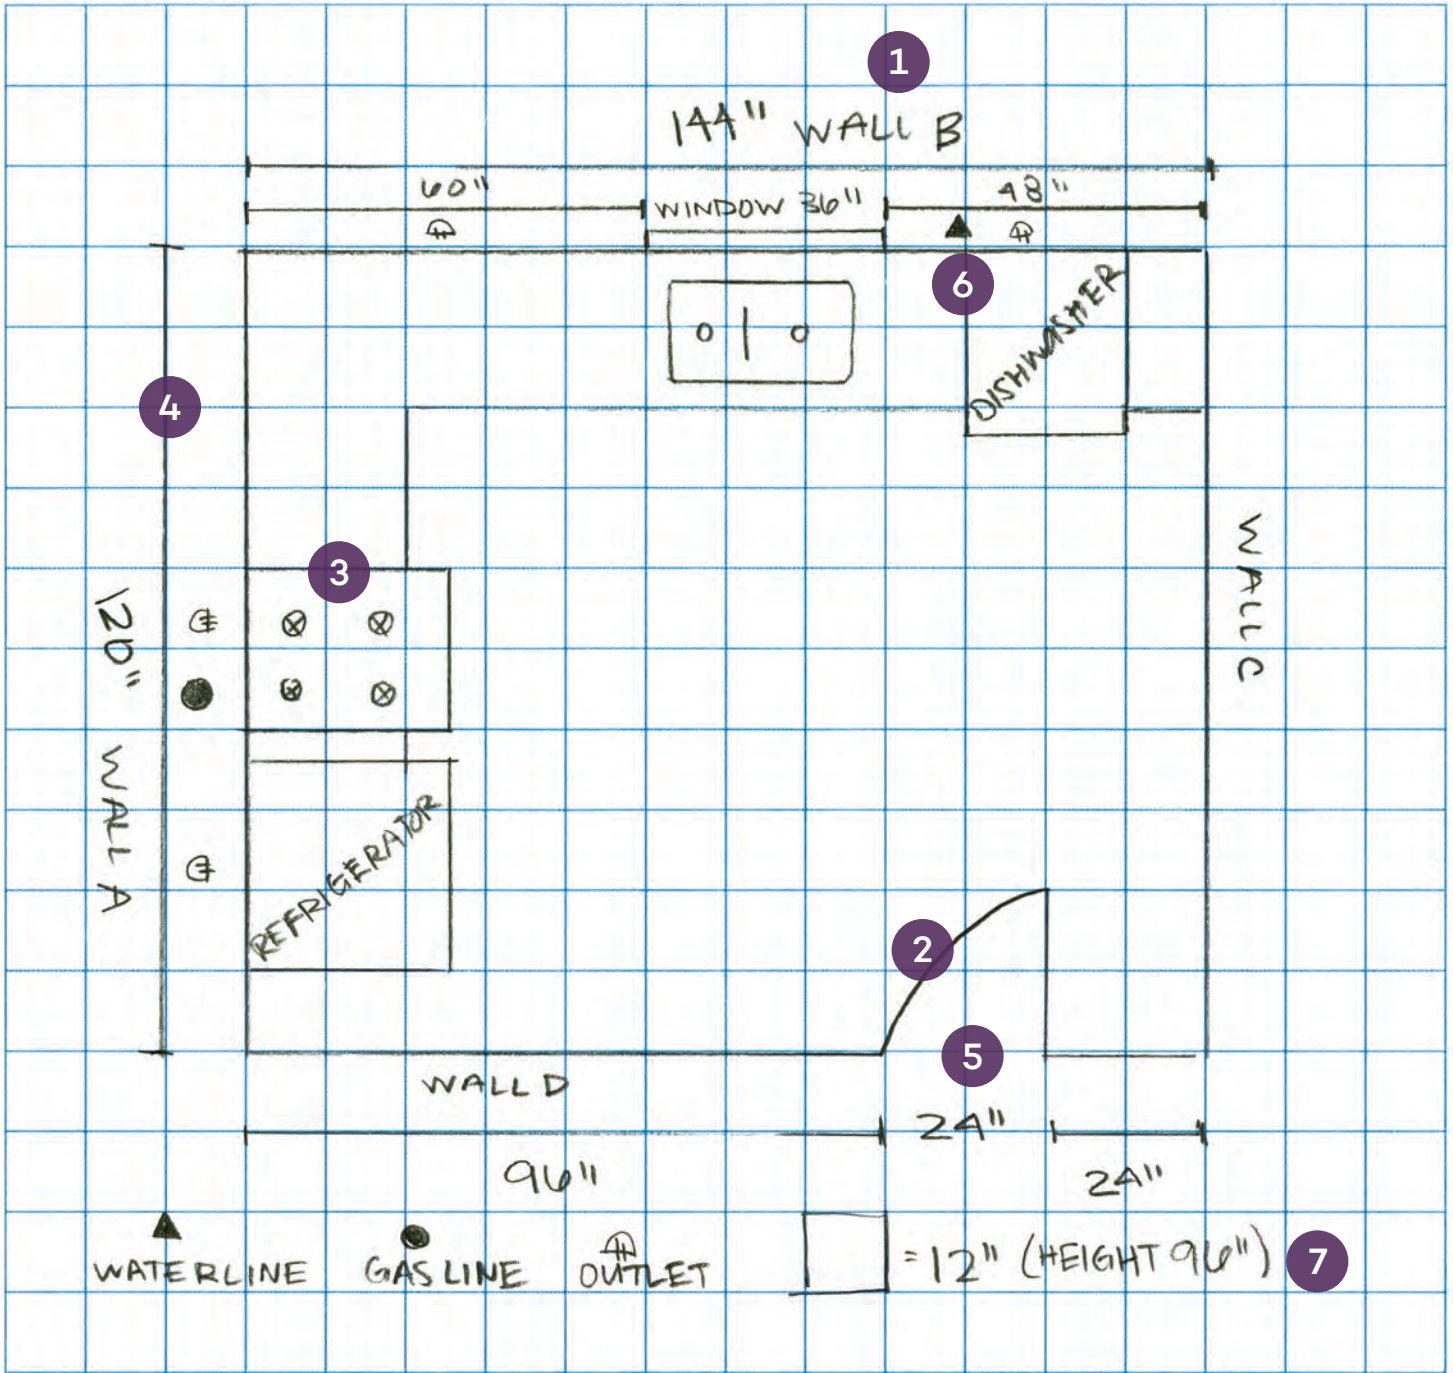 1
144" WALL B
60"
WINDOW 36"
48"
6
DISHWASHER
4
3
120" WALL A
WALL C
REFRIGERATOR
2
5
WALL D
24"
96"
24"
WATERLINE
GAS LINE
OUTLET
= 12" (HEIGHT 96")
7